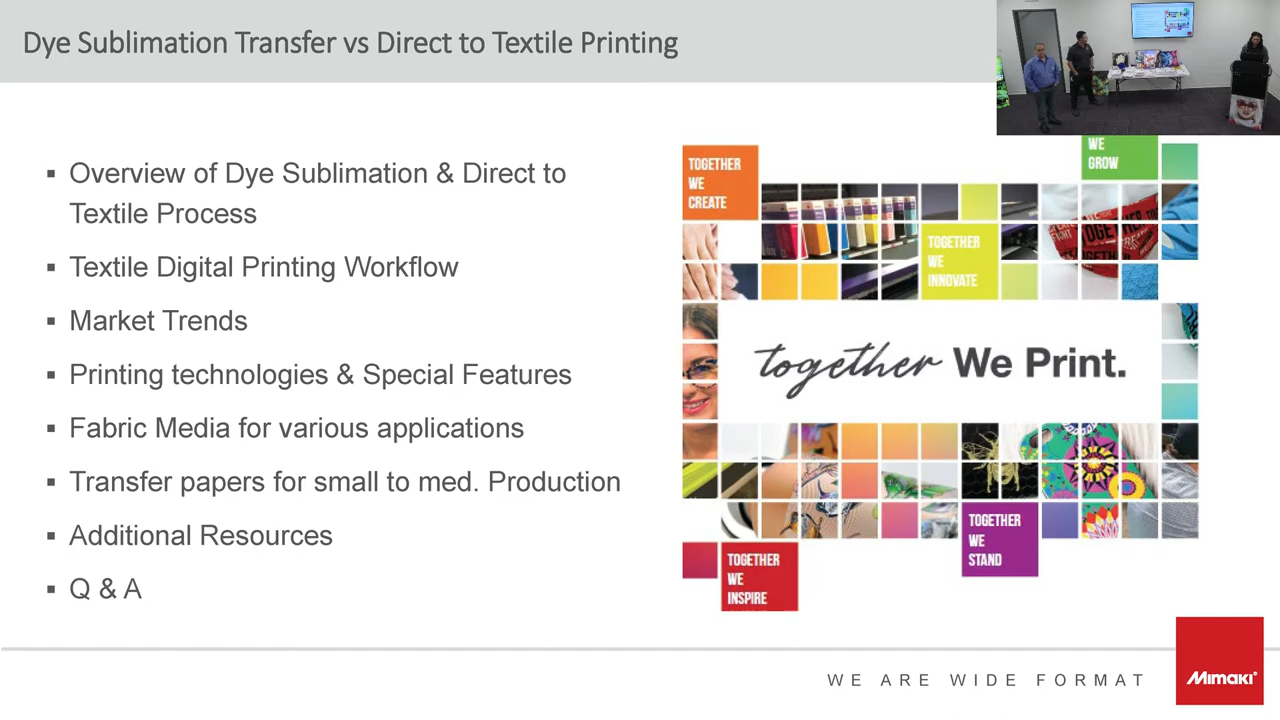 Dye Sublimation Transfer vs Direct to Textile Printing
▪ Overview of Dye Sublimation & Direct to
Textile Process
▪ Textile Digital Printing Workflow
▪ Market Trends
▪ Printing technologies & Special Features
▪ Fabric Media for various applications
▪ Transfer papers for small to med. Production
▪ Additional Resources
▪ Q & A
TOGETHER
WE
CREATE
WE
GROW
TOGETHER
WE
INNOVATE
together We Print.
TOGETHER
WE
STAND
TOGETHER
WE
INSPIRE
WE ARE WIDE FORMAT
Mimaki